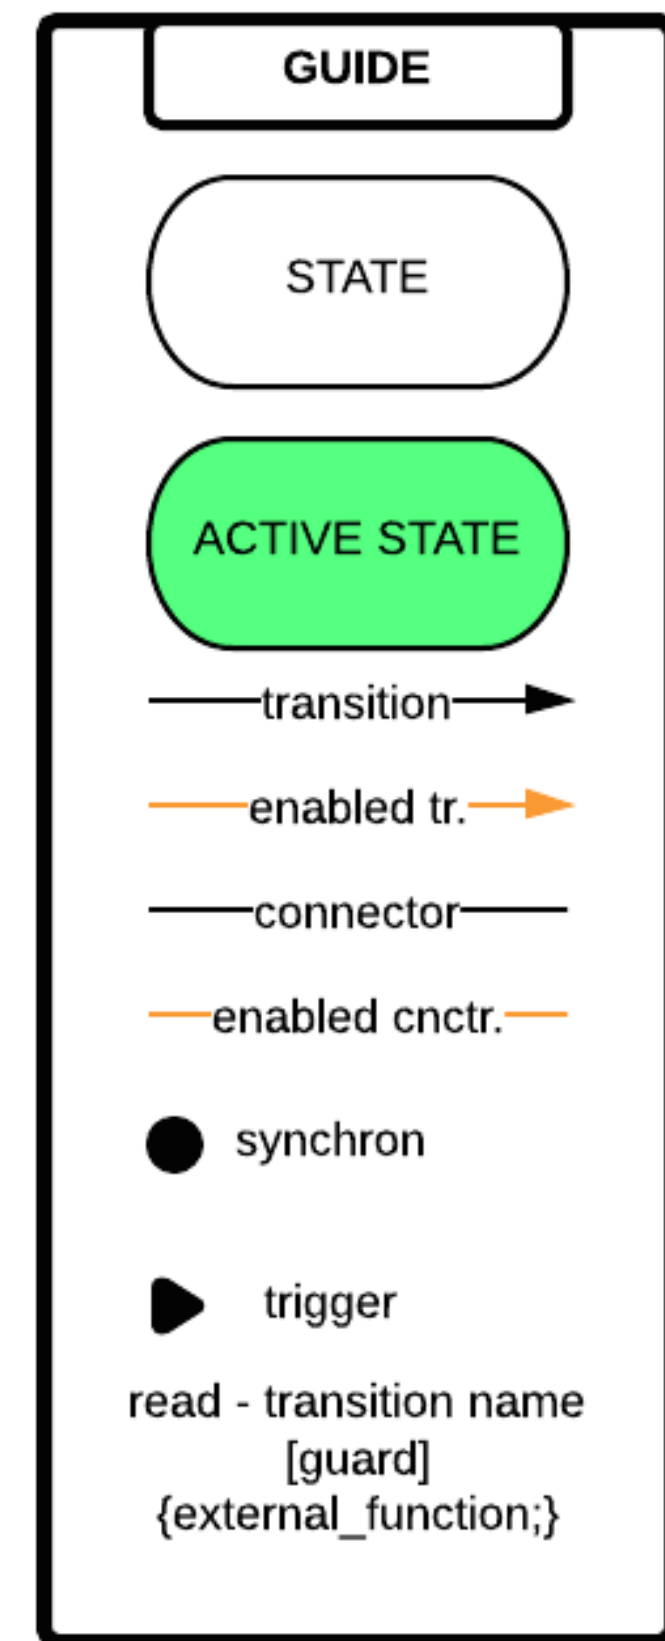 GUIDE
STATE
ACTIVE STATE
transition
enabled tr.
connector
enabled cnctr.
synchron
trigger
read - transition name
[guard]
{external_function;}